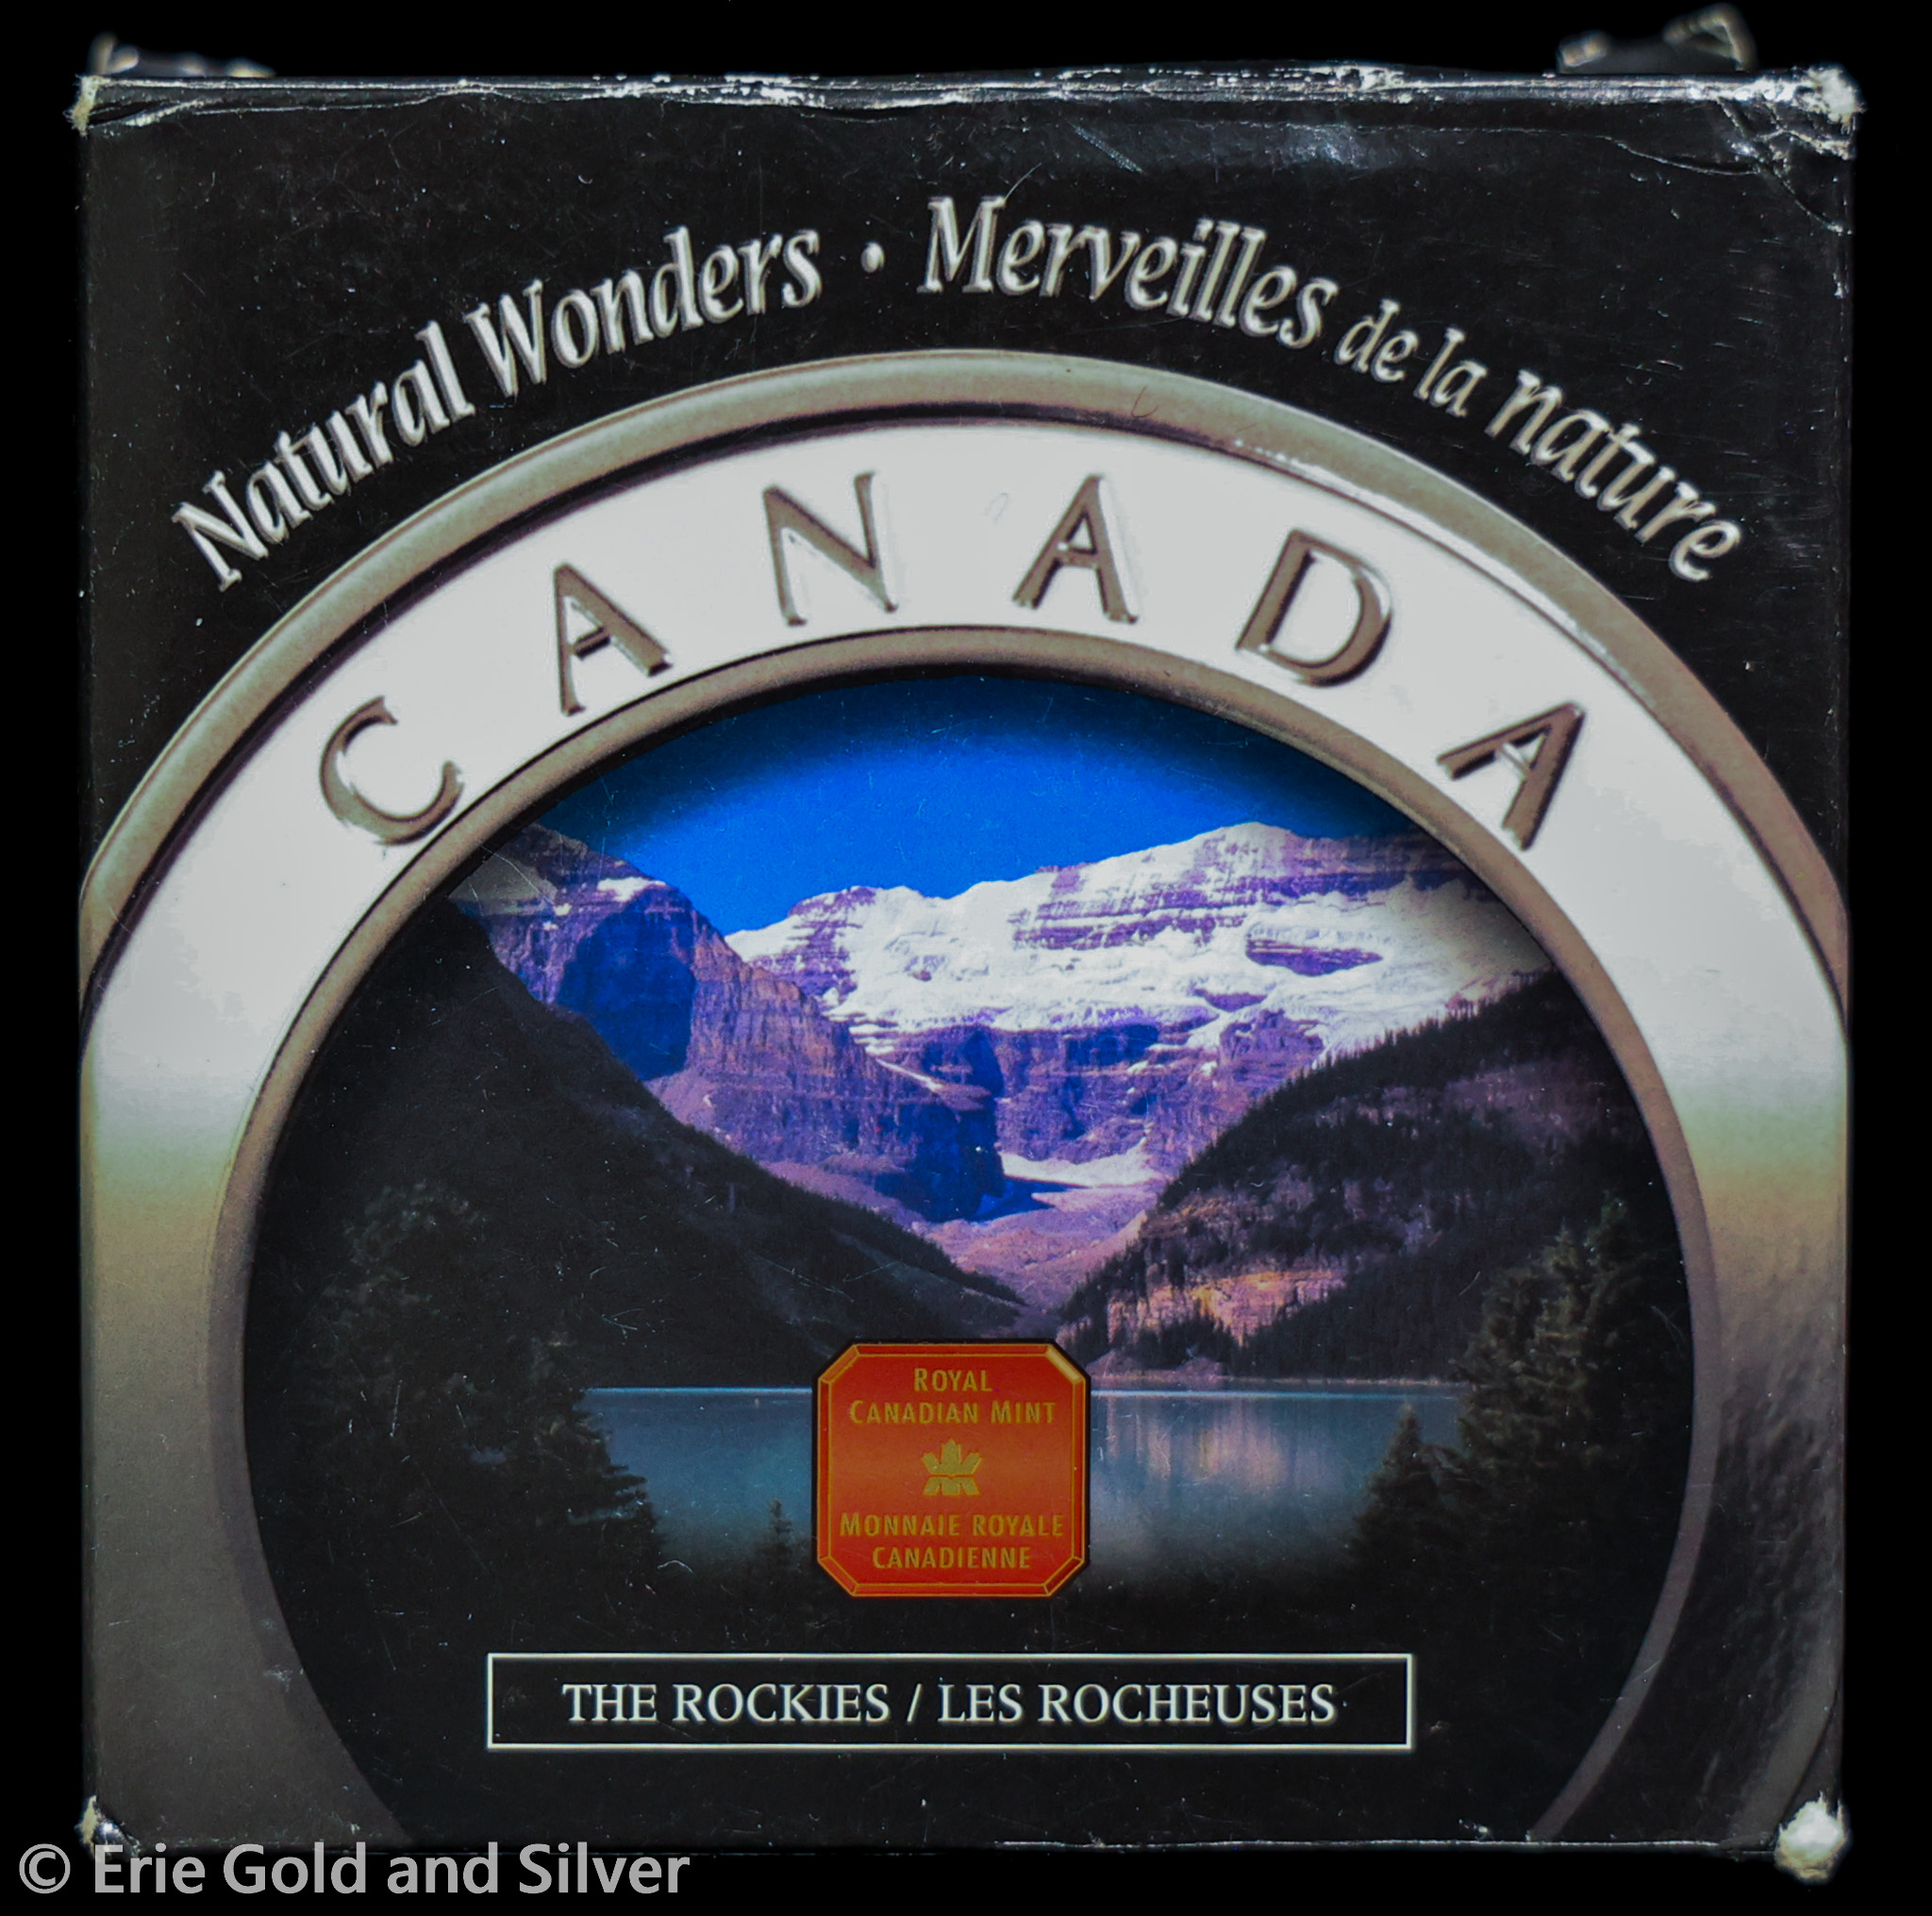 Natural Wonders • Merveilles de la nature
CANADA
ROYAL
CANADIAN MINT
MONNAIE ROYALE
CANADIENNE
THE ROCKIES / LES ROCHEUSES
© Erie Gold and Silver